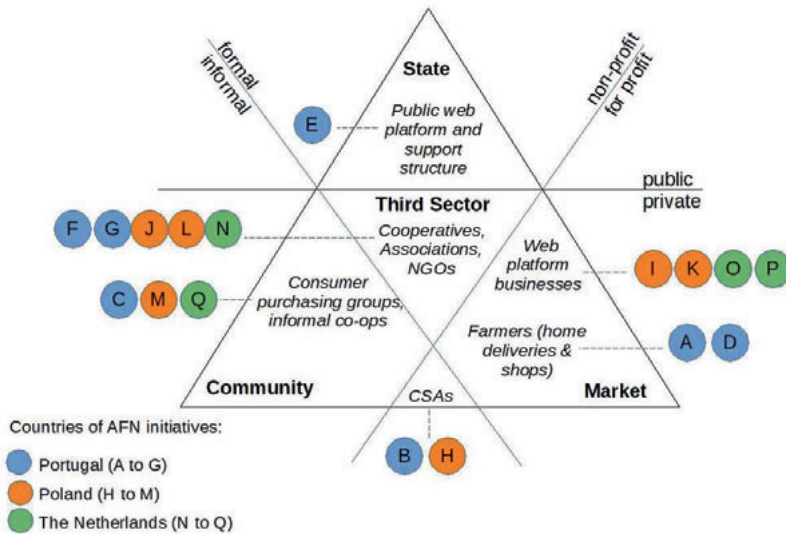 formal
informal
non-profit
for profit
State
Public web
platform and
support
structure
E
public
private
Third Sector
Cooperatives,
Associations,
NGOs
F G J L N
Web
platform
businesses
I K O P
Consumer
purchasing groups,
informal co-ops
C M Q
Farmers (home
deliveries &
shops)
A D
Community
Market
CSAs
B H
Countries of AFN initiatives:
Portugal (A to G)
Poland (H to M)
The Netherlands (N to Q)